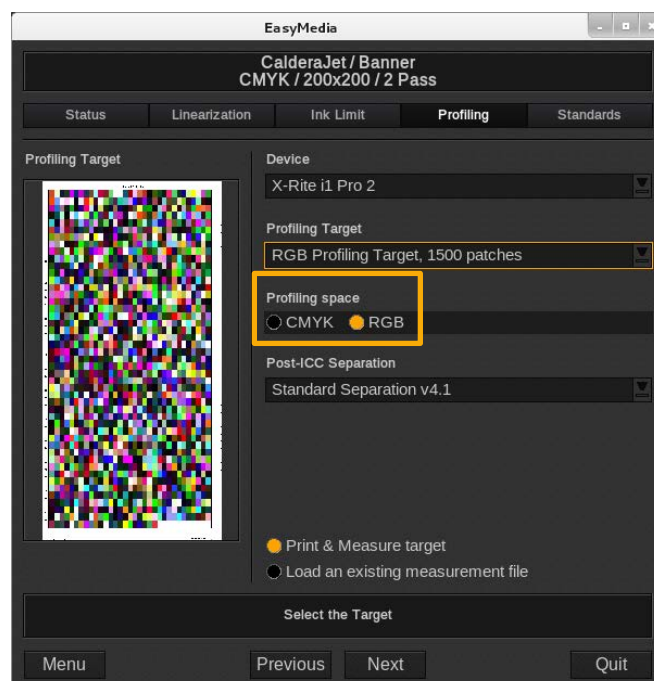 EasyMedia
CalderaJet / Banner
CMYK / 200x200 / 2 Pass
Status Linearization Ink Limit Profiling Standards
Profiling Target
Device
X-Rite i1 Pro 2
Profiling Target
RGB Profiling Target, 1500 patches
Profiling space
CMYK RGB
Post-ICC Separation
Standard Separation v4.1
Print & Measure target
Load an existing measurement file
Select the Target
Menu Previous Next Quit